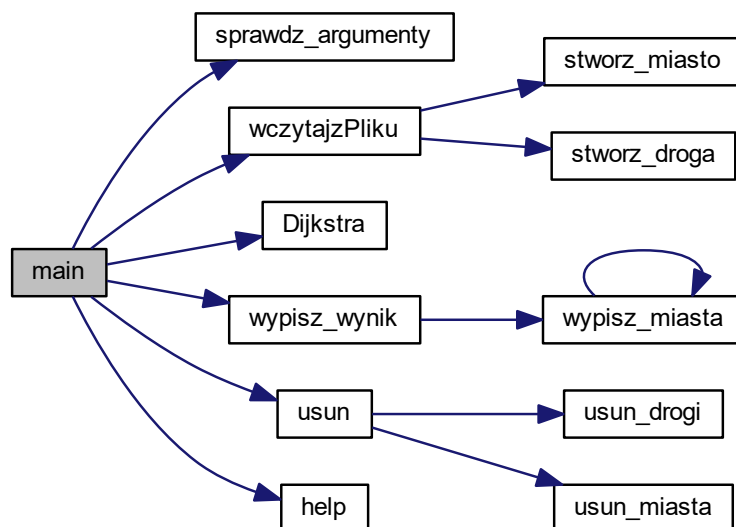 sprawdz_argumenty
stworz_miasto
wczytajzPliku
stworz_droga
Dijkstra
main
wypisz_wynik
wypisz_miasta
usun
usun_drogi
help
usun_miasta